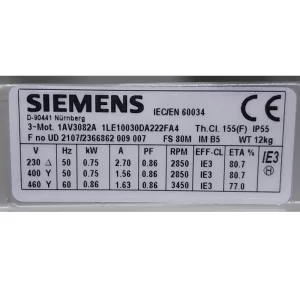 SIEMENS
IEC/EN 60034
CE
D-90441 Nürnberg
3~Mot. 1AV3082A 1LE10030DA222FA4 Th.Cl. 155(F) IP55
F no UD 2107/2366862 009 007 FS 80M IM B5 WT 12kg
V Hz kW A PF RPM EFF-CL ETA %
230 Δ 50 0.75 2.70 0.86 2850 IE3 80.7
400 Y 50 0.75 1.56 0.86 2850 IE3 80.7
460 Y 60 0.86 1.63 0.86 3450 IE3 77.0
IE3
H